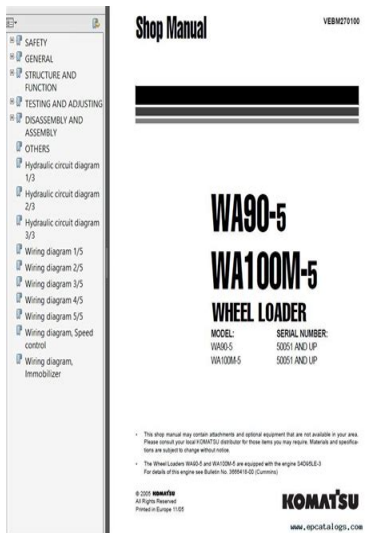 SAFETY
GENERAL
STRUCTURE AND
FUNCTION
TESTING AND ADJUSTING
DISASSEMBLY AND
ASSEMBLY
OTHERS
Hydraulic circuit diagram
1/3
Hydraulic circuit diagram
2/3
Hydraulic circuit diagram
3/3
Wiring diagram 1/5
Wiring diagram 2/5
Wiring diagram 3/5
Wiring diagram 4/5
Wiring diagram 5/5
Wiring diagram, Speed
control
Wiring diagram,
Immobilizer
Shop Manual
VEBM270100
WA90-5
WA100M-5
WHEEL LOADER
MODEL: SERIAL NUMBER:
WA90-5 50051 AND UP
WA100M-5 50051 AND UP
• This shop manual may contain attachments and optional equipment that are not available in your area.
Please consult your local KOMATSU distributor for those items you may require. Materials and specifica-
tions are subject to change without notice.
• The Wheel Loaders WA90-5 and WA100M-5 are equipped with the engine S4D95LE-3
For details of this engine see Bulletin No. 3666418-00 (Cummins)
© 2005 KOMATSU
All Rights Reserved
Printed in Europe 11/05
KOMATSU
www.epcatalogs.com